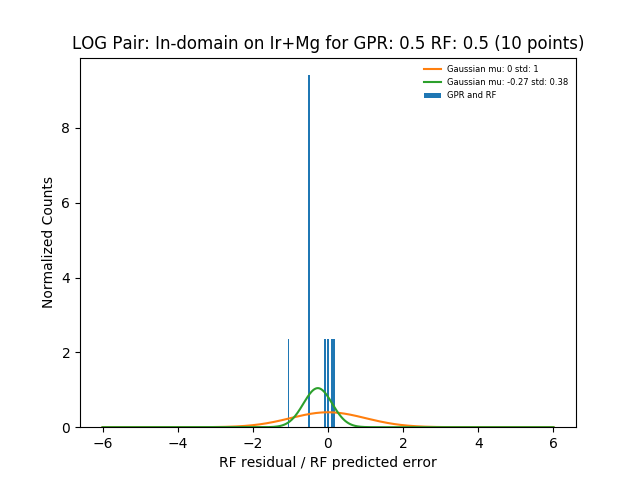 LOG Pair: In-domain on Ir+Mg for GPR: 0.5 RF: 0.5 (10 points)
Gaussian mu: 0 std: 1
Gaussian mu: -0.27 std: 0.38
GPR and RF
Normalized Counts
8
6
4
2
0
−6
−4
−2
0
2
4
6
RF residual / RF predicted error